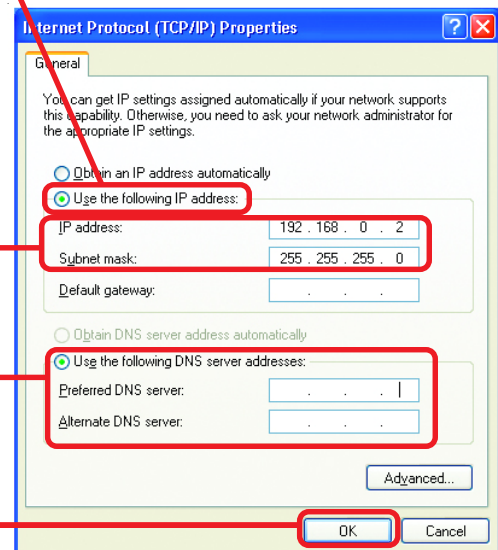 Internet Protocol (TCP/IP) Properties
General
You can get IP settings assigned automatically if your network supports
this capability. Otherwise, you need to ask your network administrator for
the appropriate IP settings.
Obtain an IP address automatically
Use the following IP address:
IP address: 192 . 168 . 0 . 2
Subnet mask: 255 . 255 . 255 . 0
Default gateway: . . .
Obtain DNS server address automatically
Use the following DNS server addresses:
Preferred DNS server: . . .
Alternate DNS server: . . .
Advanced...
OK Cancel